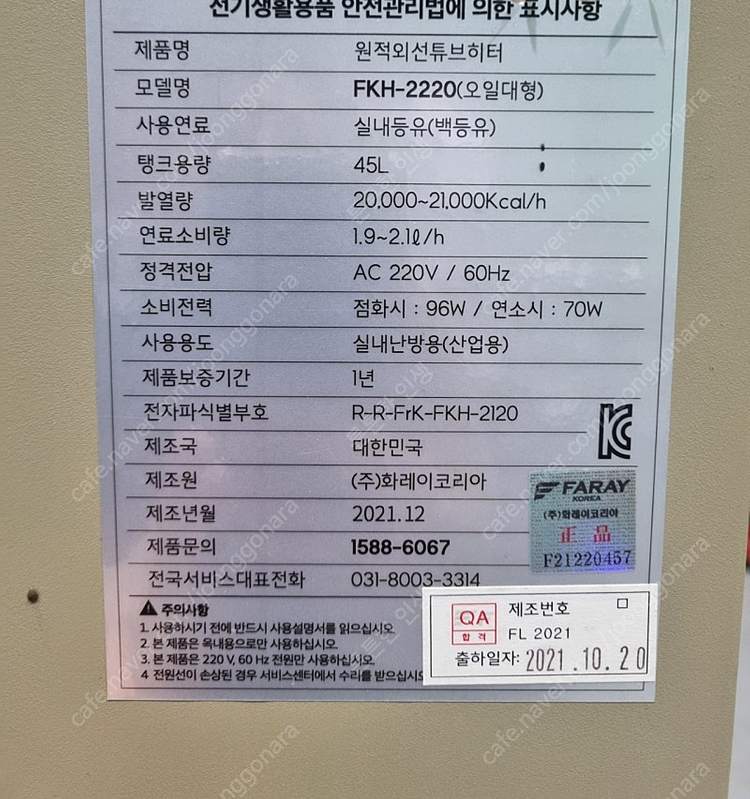 전기생활용품 안전관리법에 의한 표시사항
제품명 원적외선튜브히터
모델명 FKH-2220(오일대형)
사용연료 실내등유(백등유)
탱크용량 45L
발열량 20,000~21,000Kcal/h
연료소비량 1.9~2.1ℓ/h
정격전압 AC 220V / 60Hz
소비전력 점화시 : 96W / 연소시 : 70W
사용용도 실내난방용(산업용)
제품보증기간 1년
전자파식별부호 R-R-FrK-FKH-2120
제조국 대한민국
제조원 (주)화레이코리아
제조년월 2021.12
제품문의 1588-6067
전국서비스대표전화 031-8003-3314
FARAY
KOREA
(주)화레이코리아
正品
F21220457
주의사항
1. 사용하시기 전에 반드시 사용설명서를 읽으십시오.
2. 본 제품은 옥내용으로만 사용하십시오.
3. 본 제품은 220 V, 60 Hz 전원만 사용하십시오.
4 전원선이 손상된 경우 서비스센터에서 수리를 받으십시오
QA 합격
제조번호
FL 2021
출하일자: 2021.10.20
cafe.naver.com/joonggonara